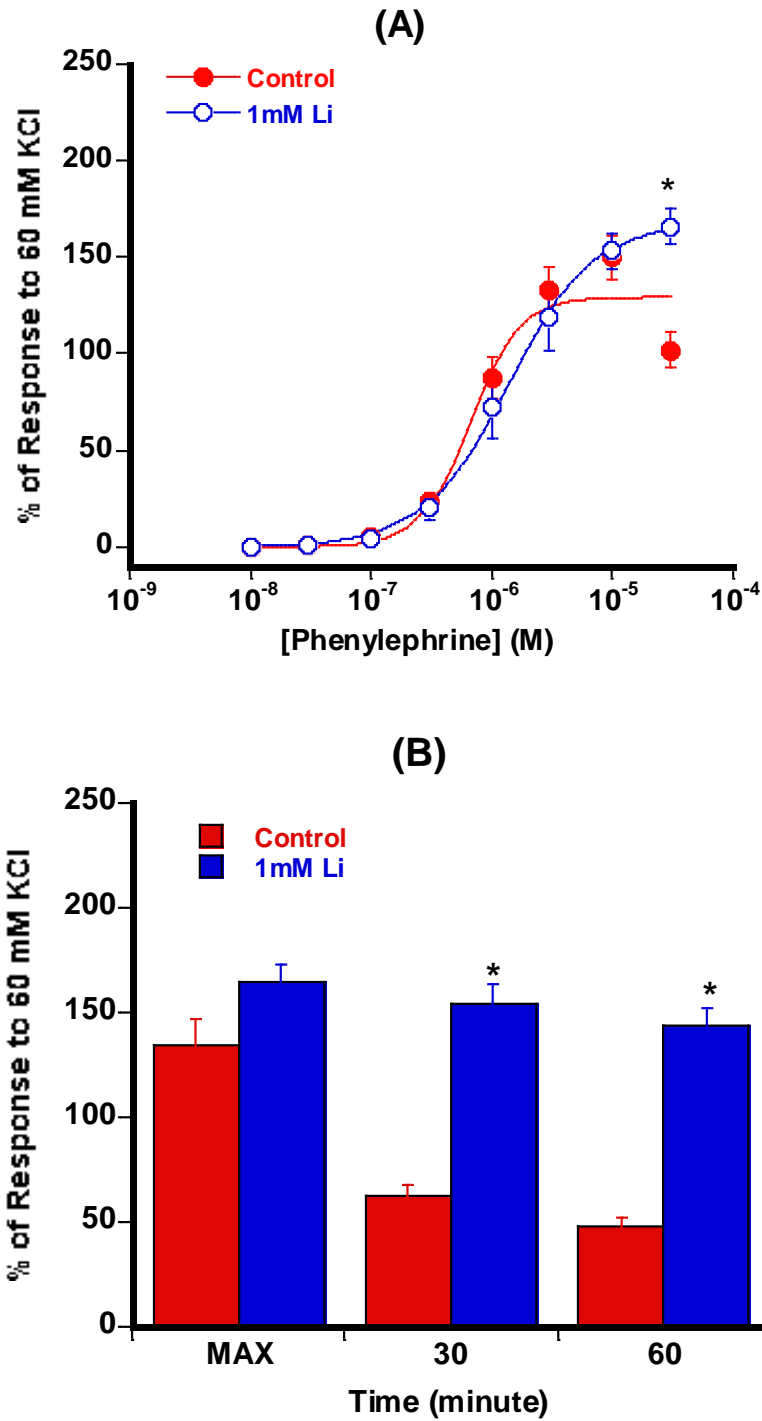 (A)
% of Response to 60 mM KCl
250
200
150
100
50
0
Control
1mM Li
*
10-9
10-8
10-7
10-6
10-5
10-4
[Phenylephrine] (M)
(B)
% of Response to 60 mM KCl
250
200
150
100
50
0
Control
1mM Li
*
*
MAX
30
60
Time (minute)